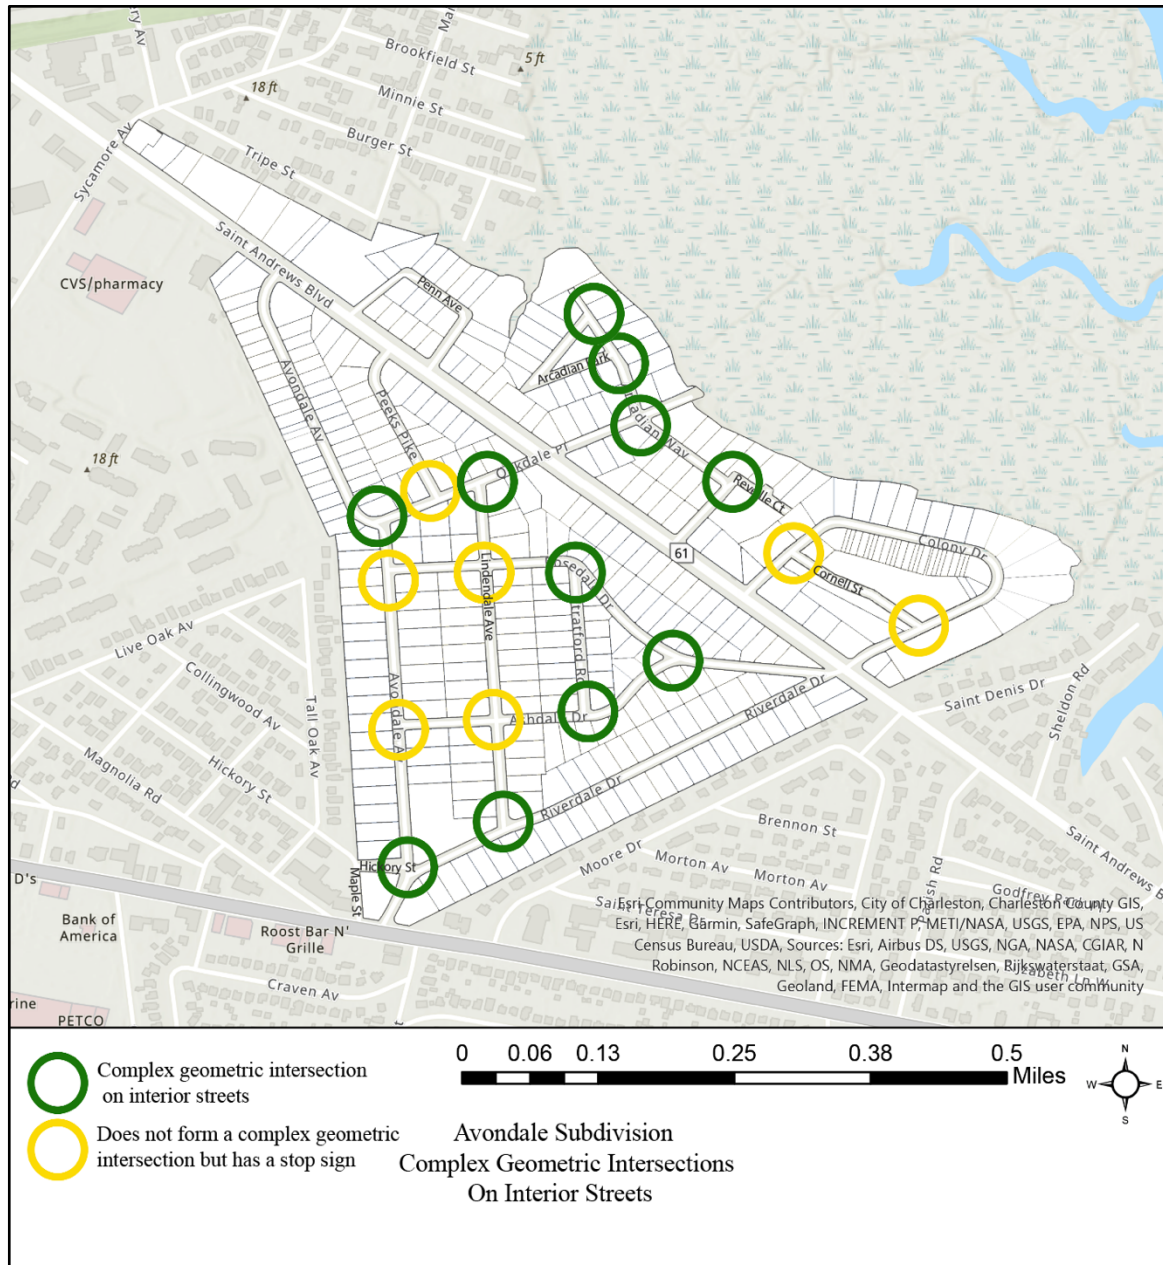 Brookfield St
5 ft
18 ft
Minnie St
Burger St
Sycamore Av
Tripe St
Saint Andrews Blvd
CVS/pharmacy
Penn Ave
Arcadian Park
Avondale Av
Peeks Pike
Oakdale Pl
18 ft
Reville Ct
61
Colony Dr
Cornell St
Lindendale Ave
Live Oak Av
Collingwood Av
Tall Oak Av
Avondale A
Riverdale Dr
Saint Denis Dr
Sheldon Rd
Hickory St
Magnolia Rd
Riverdale Dr
Brennon St
Moore Dr
Morton Av
Morton Av
Hickory St
Maple St
Saint Andrews B
D's
Bank of
America
Roost Bar N'
Grille
Craven Av
rine
PETCO
Esri Community Maps Contributors, City of Charleston, Charleston County GIS,
Esri, HERE, Garmin, SafeGraph, INCREMENT P, METI/NASA, USGS, EPA, NPS, US
Census Bureau, USDA, Sources: Esri, Airbus DS, USGS, NGA, NASA, CGIAR, N
Robinson, NCEAS, NLS, OS, NMA, Geodatastyrelsen, Rijkswaterstaat, GSA,
Geoland, FEMA, Intermap and the GIS user community
Complex geometric intersection
on interior streets
Does not form a complex geometric
intersection but has a stop sign
0 0.06 0.13 0.25 0.38 0.5
Miles
N
W E
S
Avondale Subdivision
Complex Geometric Intersections
On Interior Streets